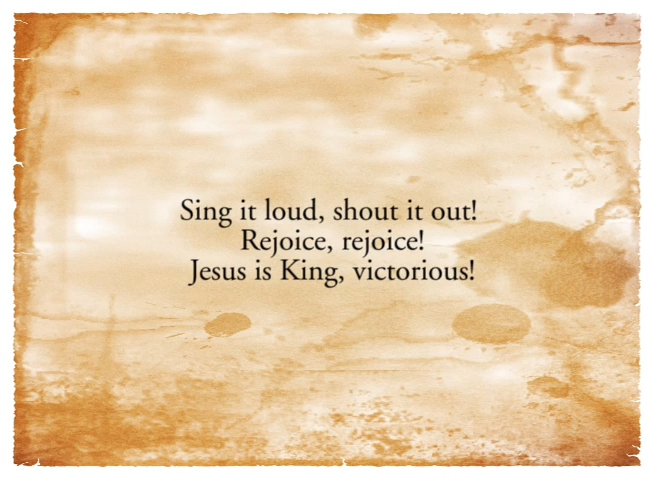 Sing it loud, shout it out!
Rejoice, rejoice!
Jesus is King, victorious!